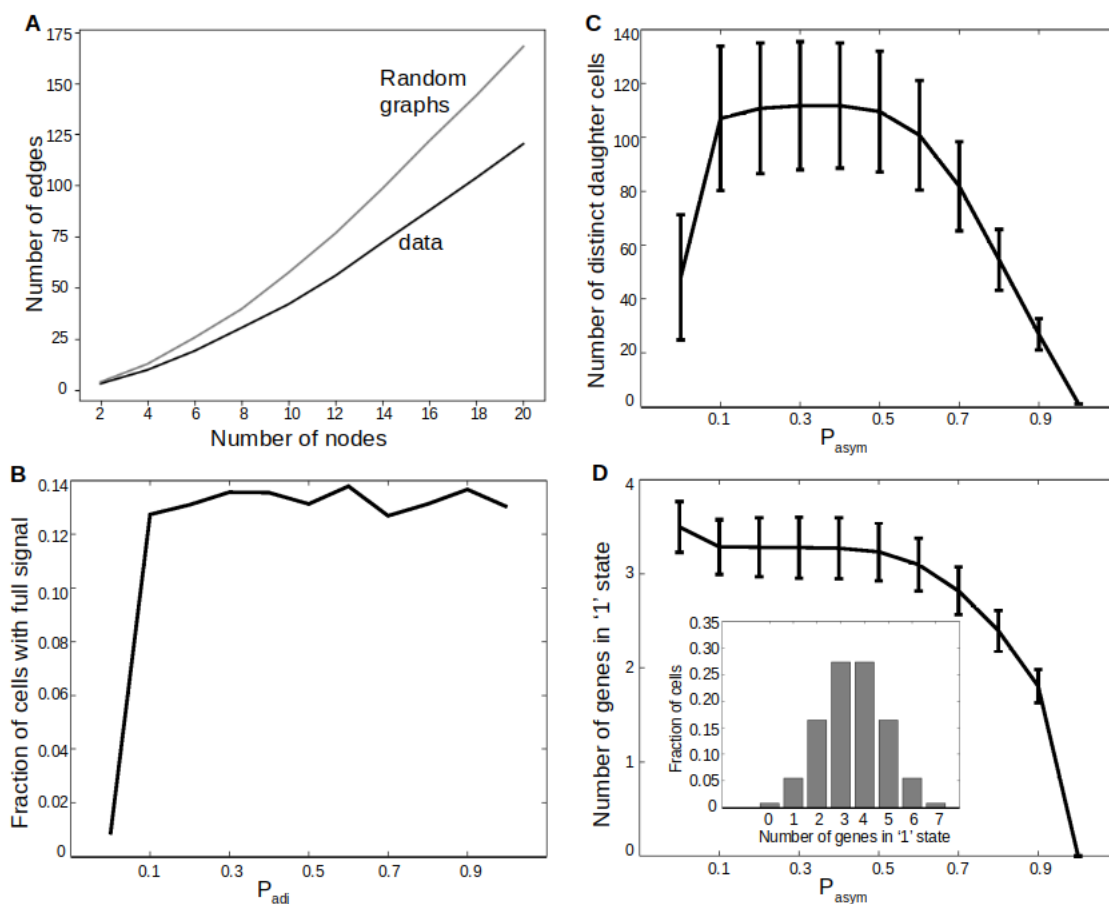 A
175
150
125
100
75
50
25
0
Number of edges
Random
graphs
data
2 4 6 8 10 12 14 16 18 20
Number of nodes
B
0.14
0.12
0.10
0.08
0.06
0.04
0.02
0
Fraction of cells with full signal
0.1 0.3 0.5 0.7 0.9
P_adj
C
140
120
100
80
60
40
20
0
Number of distinct daughter cells
0.1 0.3 0.5 0.7 0.9
P_asym
D
4
3
2
1
0
Number of genes in ‘1’ state
0.35
0.30
0.25
0.20
0.15
0.10
0.05
0
Fraction of cells
0 1 2 3 4 5 6 7
Number of genes in ‘1’ state
0.1 0.3 0.5 0.7 0.9
P_asym